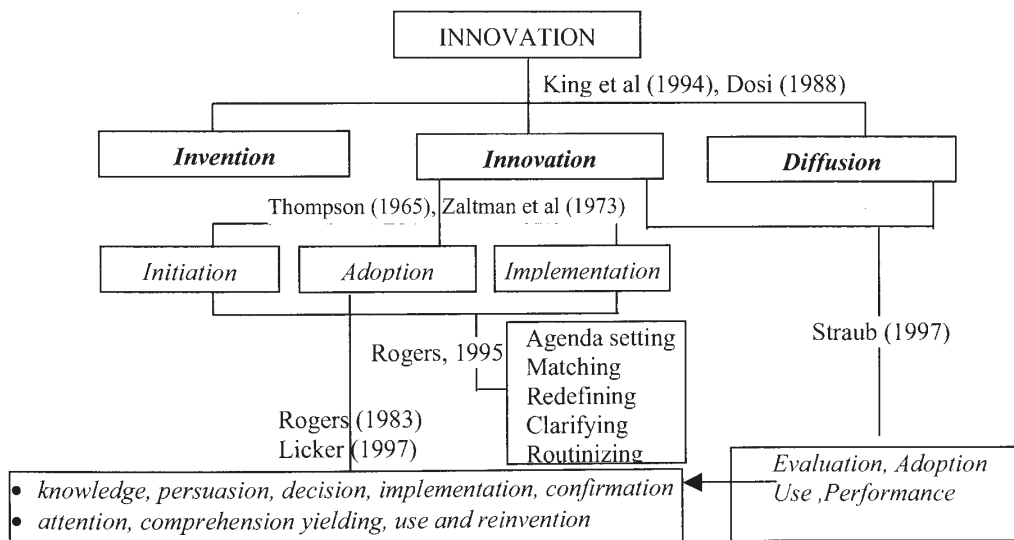 INNOVATION
King et al (1994), Dosi (1988)
Invention
Innovation
Diffusion
Thompson (1965), Zaltman et al (1973)
Initiation
Adoption
Implementation
Rogers, 1995
Agenda setting
Matching
Redefining
Clarifying
Routinizing
Straub (1997)
Rogers (1983)
Licker (1997)
• knowledge, persuasion, decision, implementation, confirmation
• attention, comprehension yielding, use and reinvention
Evaluation, Adoption
Use ,Performance